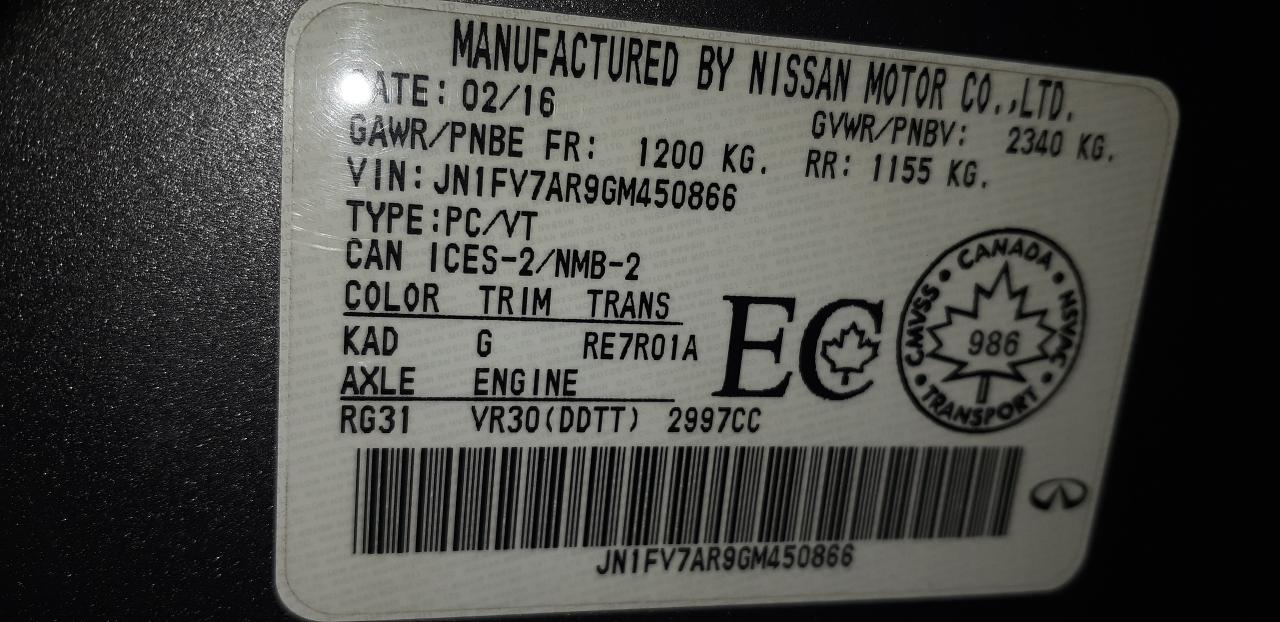 MANUFACTURED BY NISSAN MOTOR CO.,LTD.
DATE: 02/16 GVWR/PNBV: 2340 KG.
GAWR/PNBE FR: 1200 KG. RR: 1155 KG.
VIN: JN1FV7AR9GM450866
TYPE:PC/VT
CAN ICES-2/NMB-2
COLOR TRIM TRANS
KAD G RE7R01A
AXLE ENGINE
RG31 VR30(DDTT) 2997CC
EC
CANADA
CMVSS
NSVAC
986
TRANSPORT
JN1FV7AR9GM450866